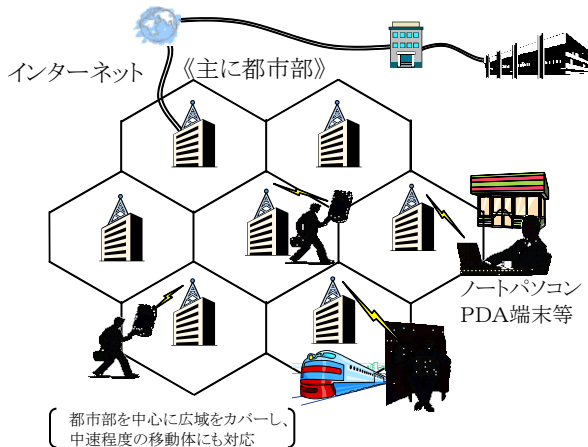 インターネット
《主に都市部》
ノートパソコン
PDA端末等
都市部を中心に広域をカバーし、
中速程度の移動体にも対応